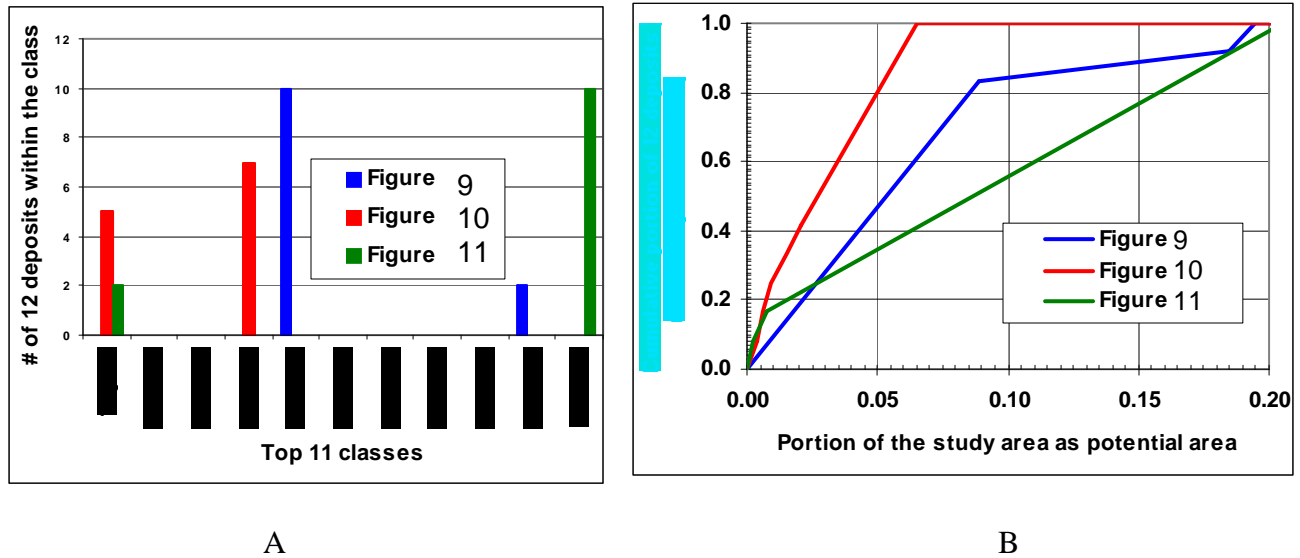 # of 12 deposits within the class
12
10
8
6
4
2
0
Figure 9
Figure 10
Figure 11
Top 11 classes
A
1.0
0.8
0.6
0.4
0.2
0.0
Figure 9
Figure 10
Figure 11
0.00 0.05 0.10 0.15 0.20
Portion of the study area as potential area
B